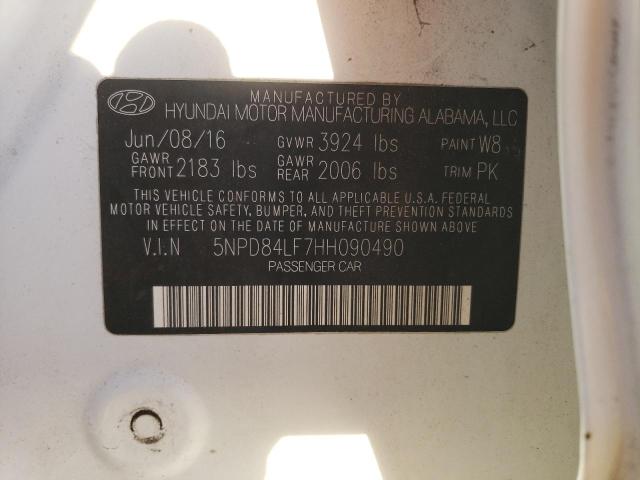 MANUFACTURED BY
HYUNDAI MOTOR MANUFACTURING ALABAMA, LLC
Jun/08/16 GVWR 3924 lbs PAINT W8
GAWR FRONT 2183 lbs GAWR REAR 2006 lbs TRIM PK
THIS VEHICLE CONFORMS TO ALL APPLICABLE U.S.A. FEDERAL
MOTOR VEHICLE SAFETY, BUMPER, AND THEFT PREVENTION STANDARDS
IN EFFECT ON THE DATE OF MANUFACTURE SHOWN ABOVE.
V.I.N 5NPD84LF7HH090490
PASSENGER CAR